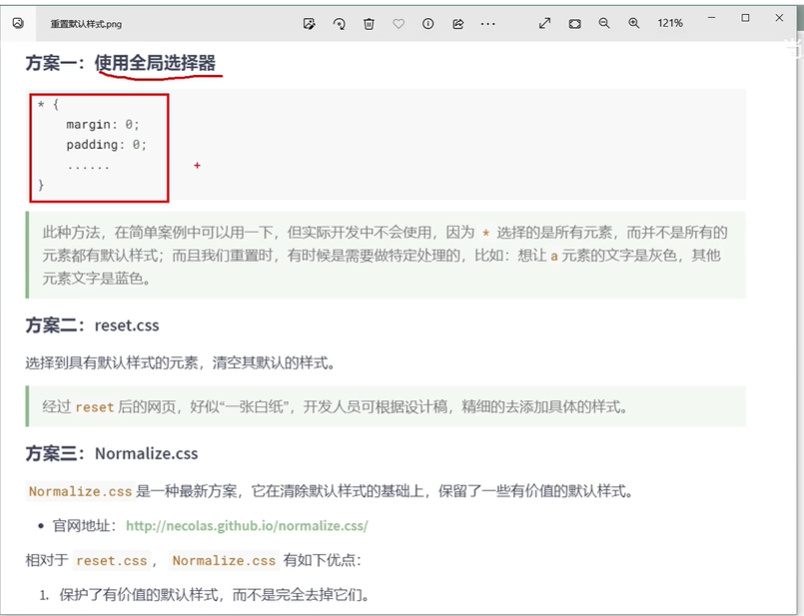 重置默认样式.png
121%
当
方案一：使用全局选择器
* {
margin: 0;
padding: 0;
......
}
此种方法，在简单案例中可以用一下，但实际开发中不会使用，因为 * 选择的是所有元素，而并不是所有的
元素都有默认样式；而且我们重置时，有时候是需要做特定处理的，比如：想让 a 元素的文字是灰色，其他
元素文字是蓝色。
方案二：reset.css
选择到具有默认样式的元素，清空其默认的样式。
经过 reset 后的网页，好似“一张白纸”，开发人员可根据设计稿，精细的去添加具体的样式。
方案三：Normalize.css
Normalize.css 是一种最新方案，它在清除默认样式的基础上，保留了一些有价值的默认样式。
• 官网地址：http://necolas.github.io/normalize.css/
相对于 reset.css ，Normalize.css 有如下优点：
1. 保护了有价值的默认样式，而不是完全去掉它们。